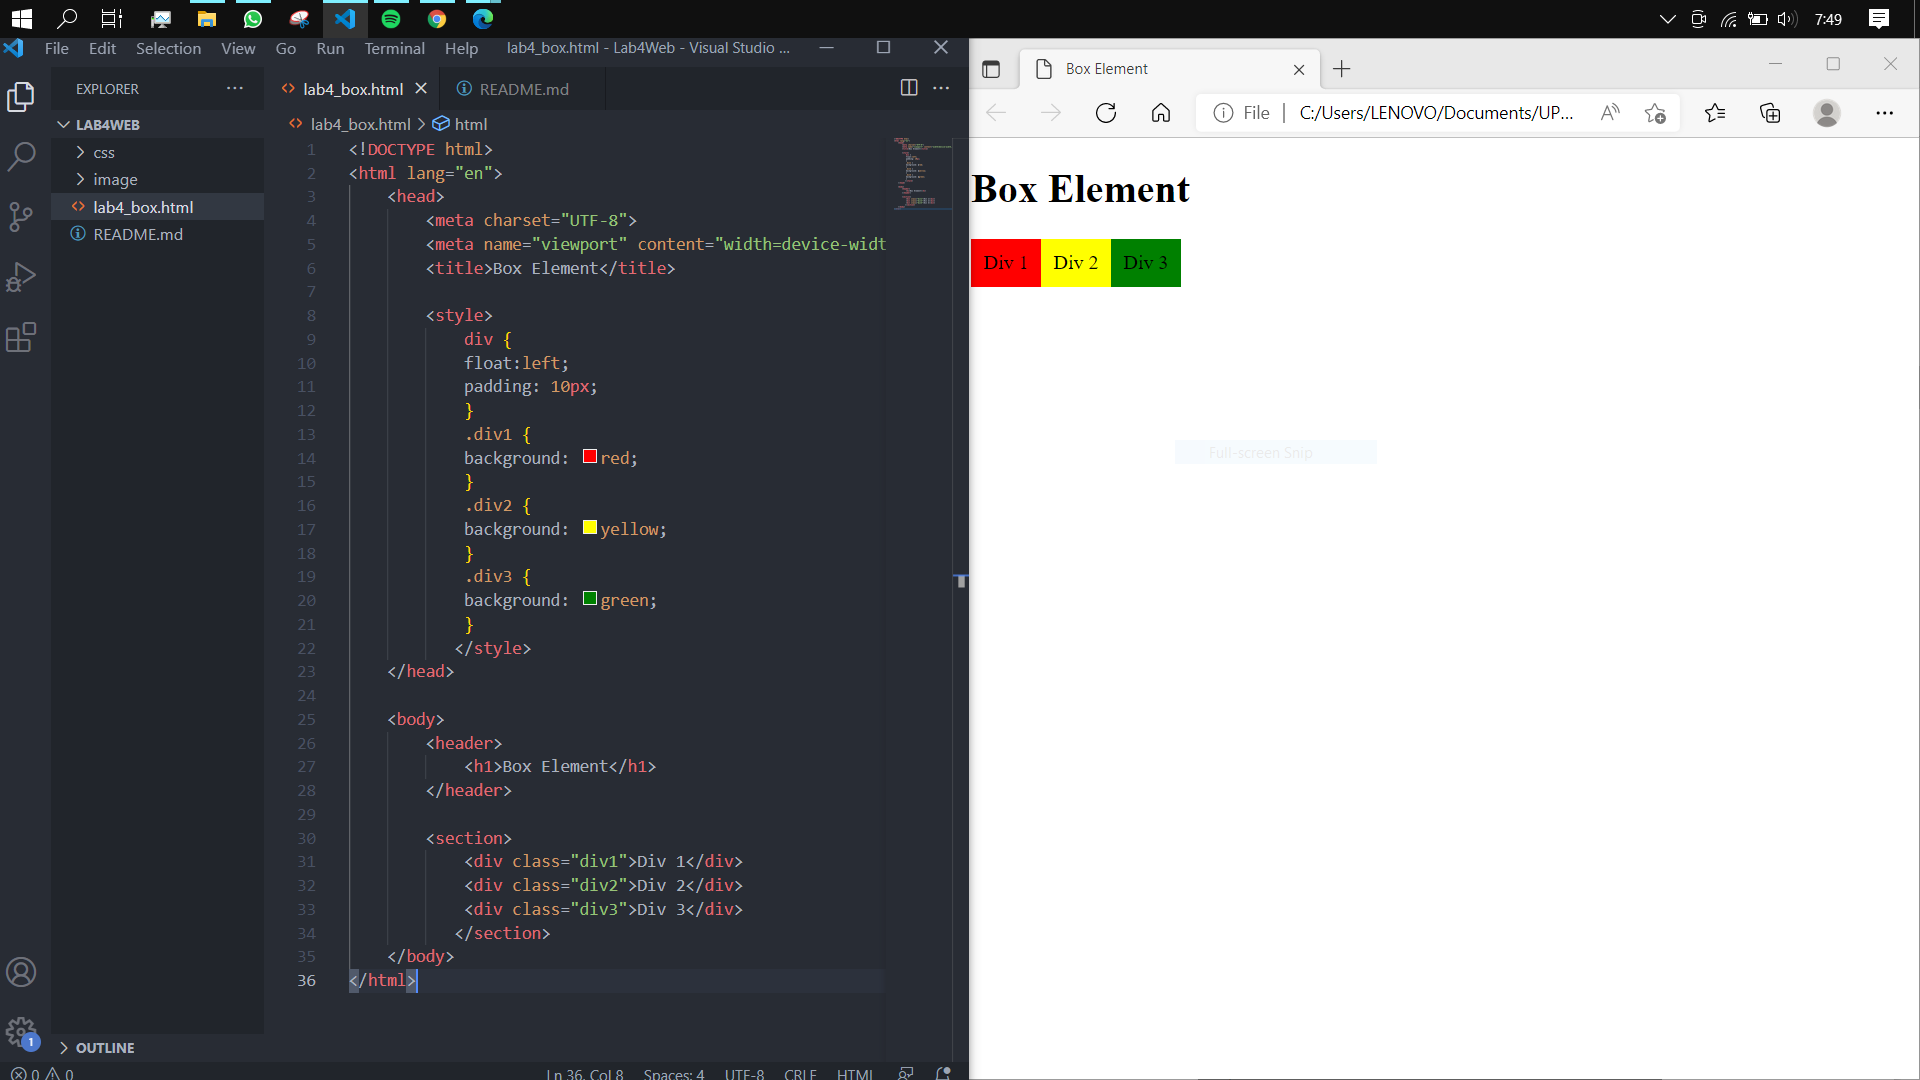 7:49
File Edit Selection View Go Run Terminal Help lab4_box.html - Lab4Web - Visual Studio ...
EXPLORER
LAB4WEB
css
image
lab4_box.html
README.md
OUTLINE
lab4_box.html README.md
lab4_box.html > html
1 <!DOCTYPE html>
2 <html lang="en">
3 <head>
4 <meta charset="UTF-8">
5 <meta name="viewport" content="width=device-widt
6 <title>Box Element</title>
7
8 <style>
9 div {
10 float:left;
11 padding: 10px;
12 }
13 .div1 {
14 background: red;
15 }
16 .div2 {
17 background: yellow;
18 }
19 .div3 {
20 background: green;
21 }
22 </style>
23 </head>
24
25 <body>
26 <header>
27 <h1>Box Element</h1>
28 </header>
29
30 <section>
31 <div class="div1">Div 1</div>
32 <div class="div2">Div 2</div>
33 <div class="div3">Div 3</div>
34 </section>
35 </body>
36 </html>
1
0 0 Ln 36, Col 8 Spaces: 4 UTF-8 CRLF HTML
Box Element
File C:/Users/LENOVO/Documents/UP...
Box Element
Div 1 Div 2 Div 3
Full-screen Snip